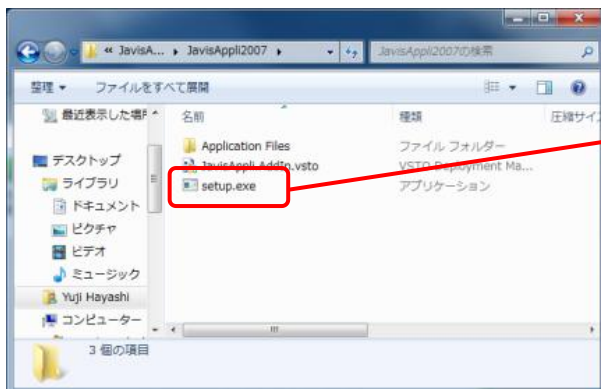 « JavisA... ▸ JavisAppli2007 ▸
JavisAppli2007の検索
整理 ▾ ファイルをすべて展開
最近表示した場所
デスクトップ
ライブラリ
ドキュメント
ピクチャ
ビデオ
ミュージック
Yuji Hayashi
コンピューター
名前 種類 圧縮サイズ
Application Files ファイル フォルダー
JavisAppli AddIn.vsto VSTO Deployment Ma...
setup.exe アプリケーション
3 個の項目